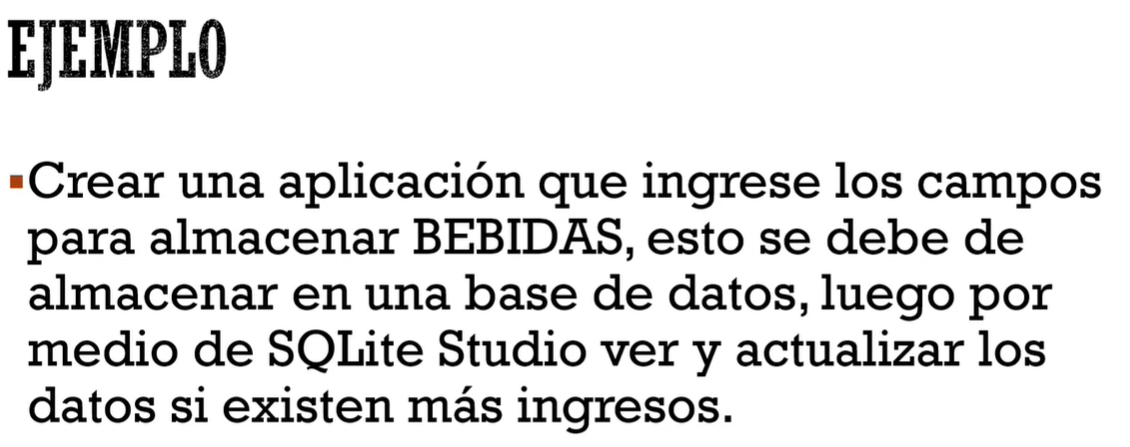 EJEMPLO
▪Crear una aplicación que ingrese los campos
para almacenar BEBIDAS, esto se debe de
almacenar en una base de datos, luego por
medio de SQLite Studio ver y actualizar los
datos si existen más ingresos.